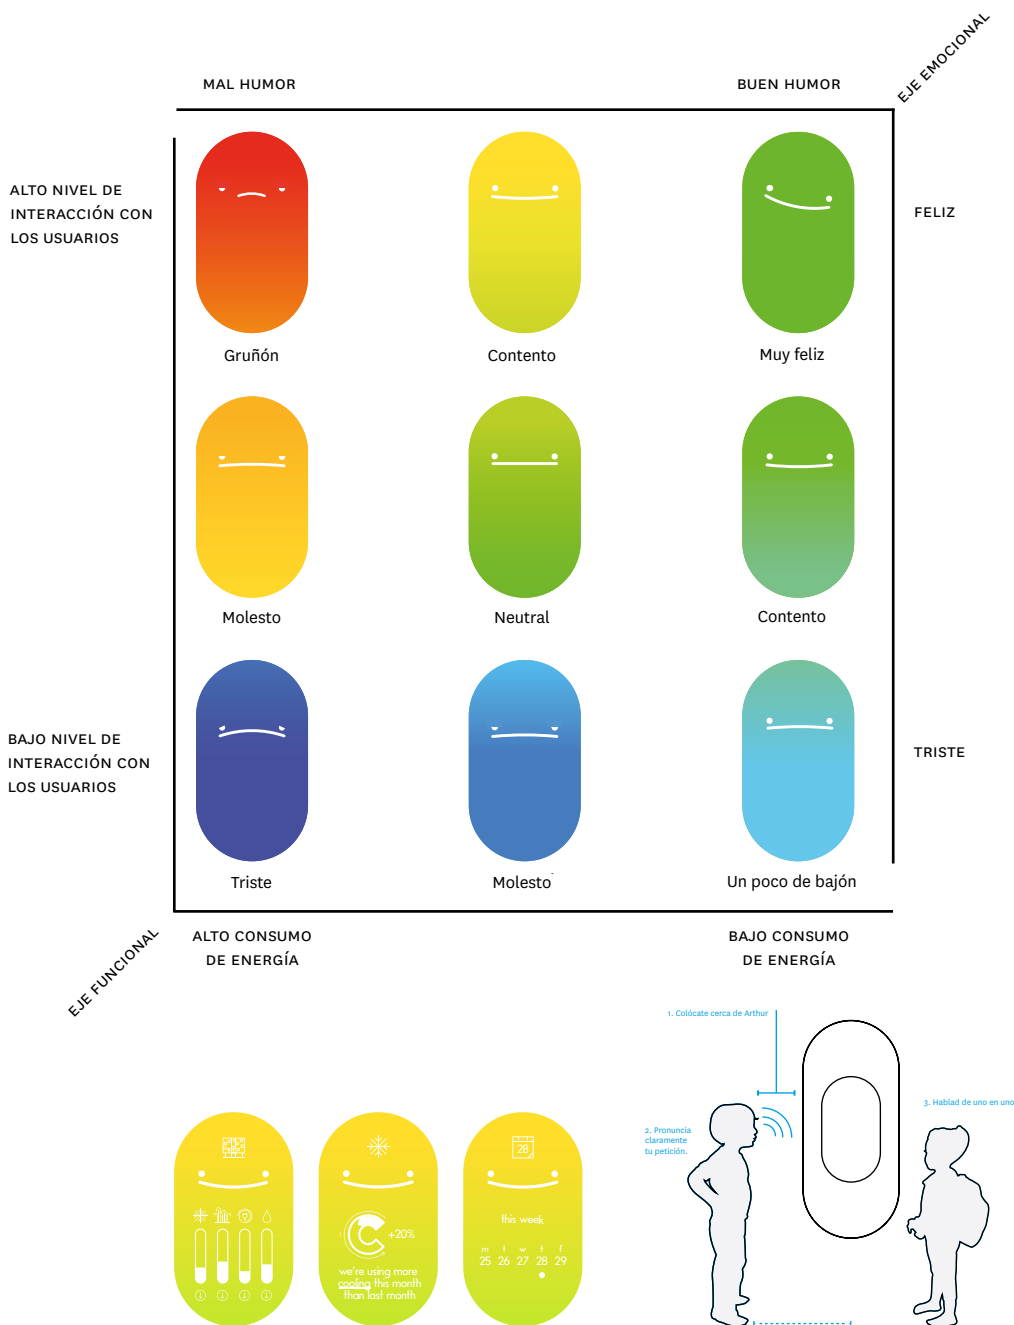 EJE EMOCIONAL
MAL HUMOR
BUEN HUMOR
ALTO NIVEL DE
INTERACCIÓN CON
LOS USUARIOS
FELIZ
Gruñón
Contento
Muy feliz
Molesto
Neutral
Contento
BAJO NIVEL DE
INTERACCIÓN CON
LOS USUARIOS
TRISTE
Triste
Molesto
Un poco de bajón
EJE FUNCIONAL
ALTO CONSUMO
DE ENERGÍA
BAJO CONSUMO
DE ENERGÍA
1. Colócate cerca de Arthur
2. Pronuncia
claramente
tu petición.
3. Hablad de uno en uno
+20%
we're using more
cooling this month
than last month
28
this week
m t w t f
25 26 27 28 29